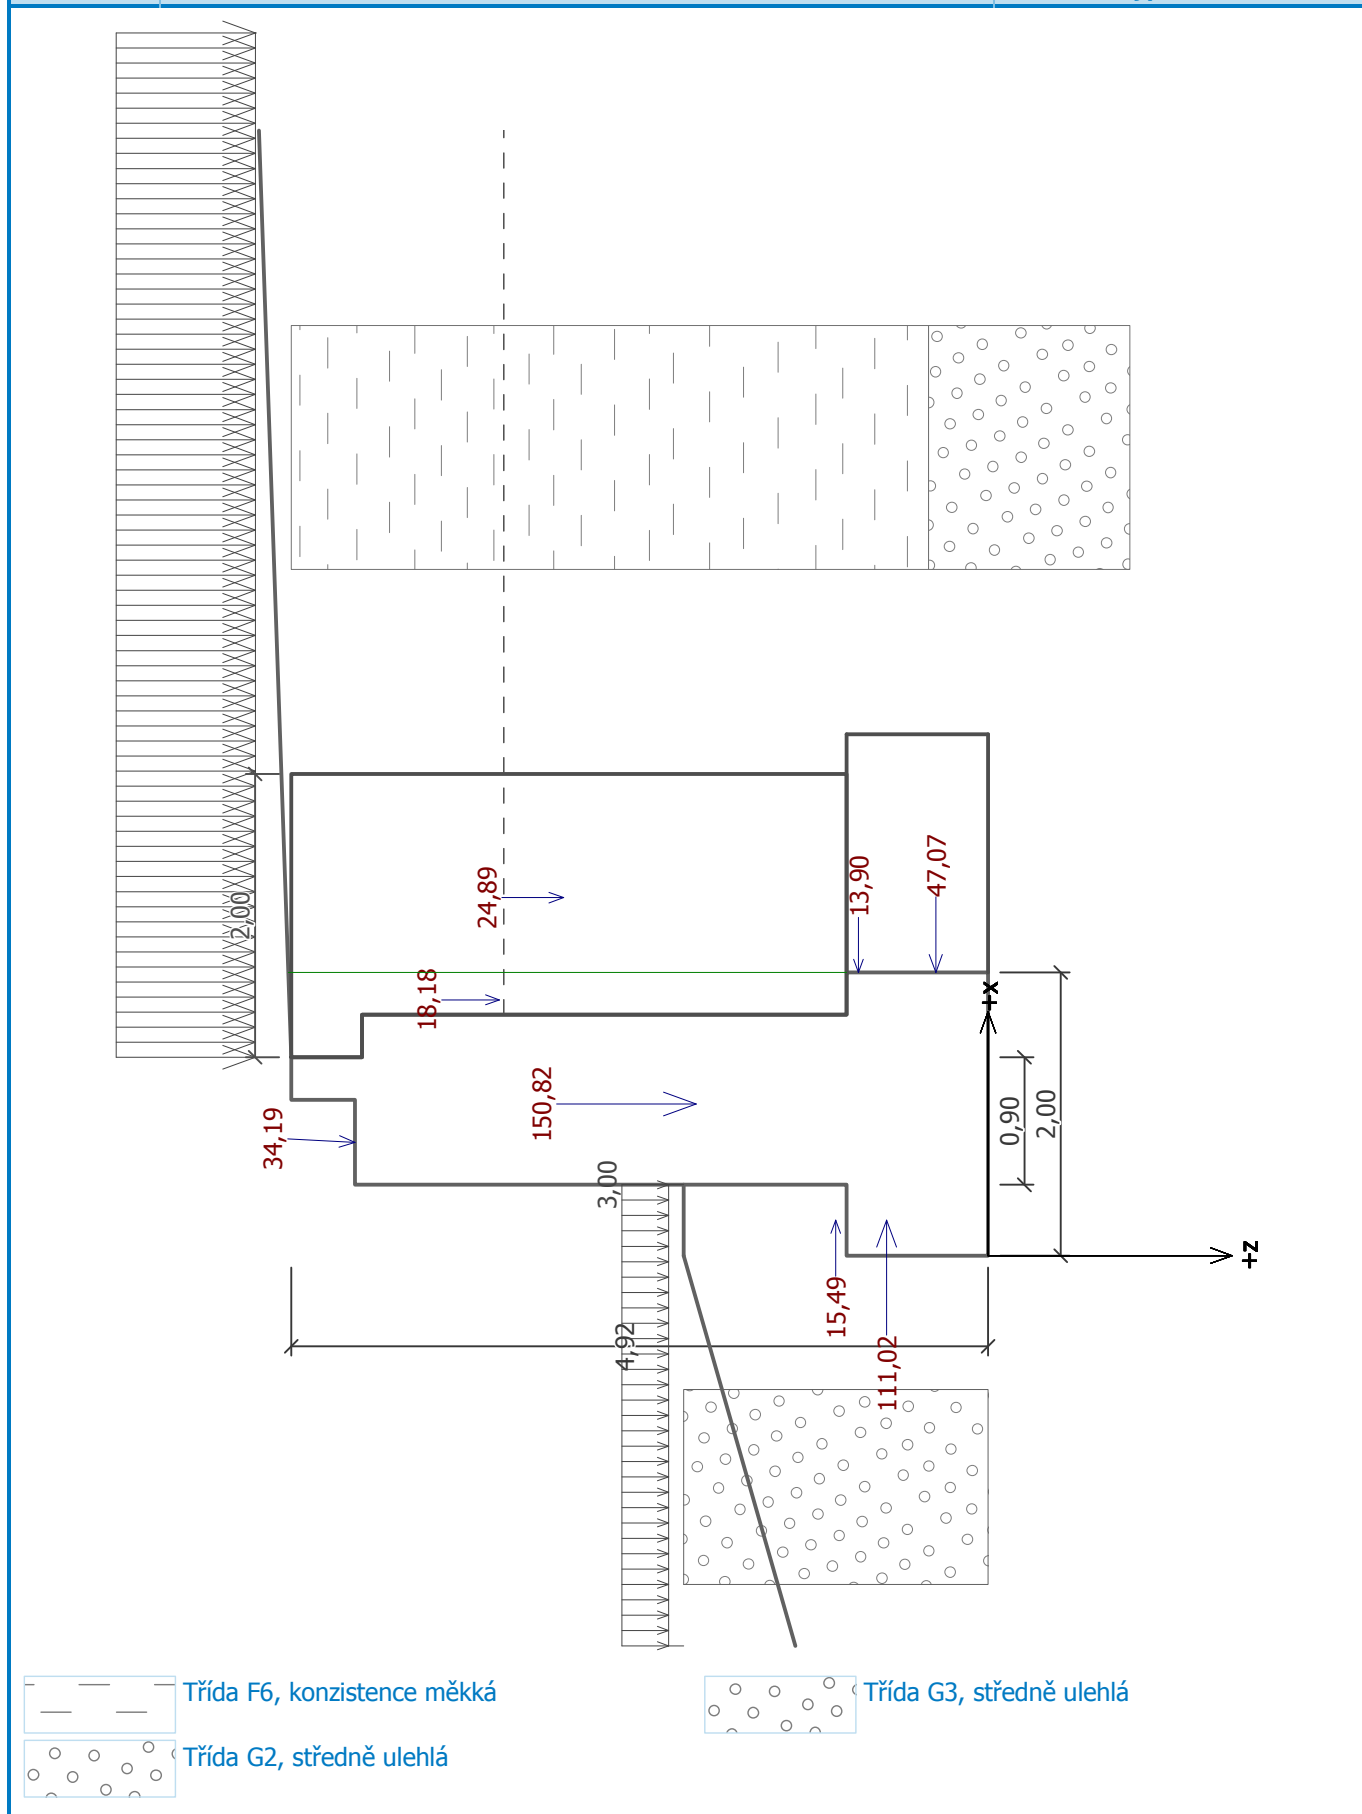 2,00
24,89
13,90
47,07
18,18
+x
150,82
34,19
0,90
2,00
3,00
+z
15,49
4,92
111,02
Třída F6, konzistence měkká
Třída G3, středně ulehlá
Třída G2, středně ulehlá